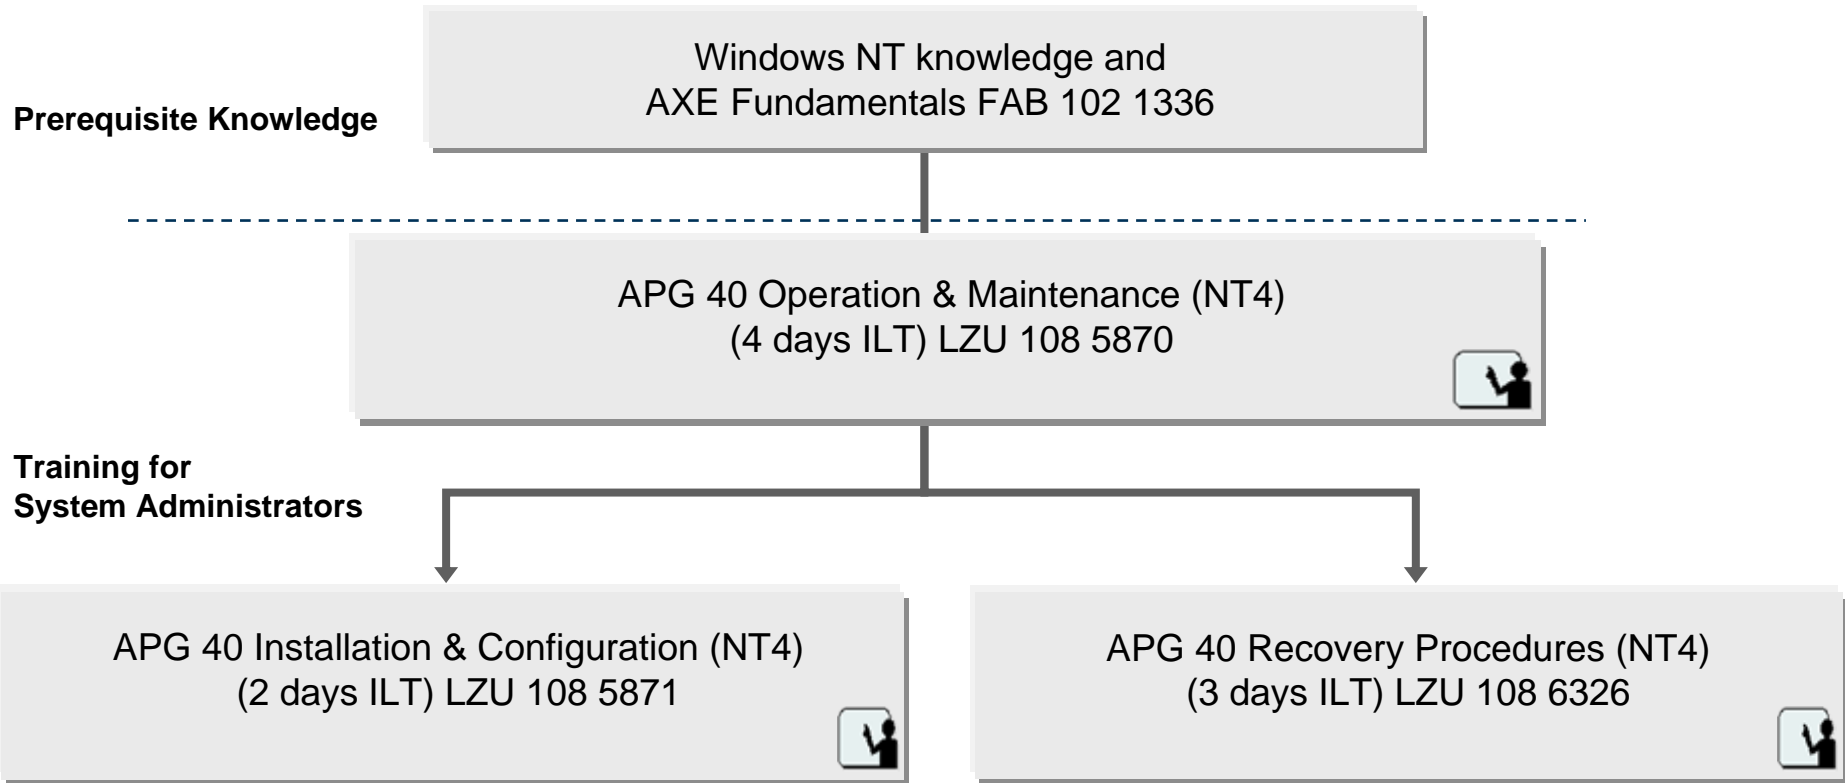 Windows NT knowledge and
AXE Fundamentals FAB 102 1336
Prerequisite Knowledge
APG 40 Operation & Maintenance (NT4)
(4 days ILT) LZU 108 5870
Training for
System Administrators
APG 40 Installation & Configuration (NT4)
(2 days ILT) LZU 108 5871
APG 40 Recovery Procedures (NT4)
(3 days ILT) LZU 108 6326